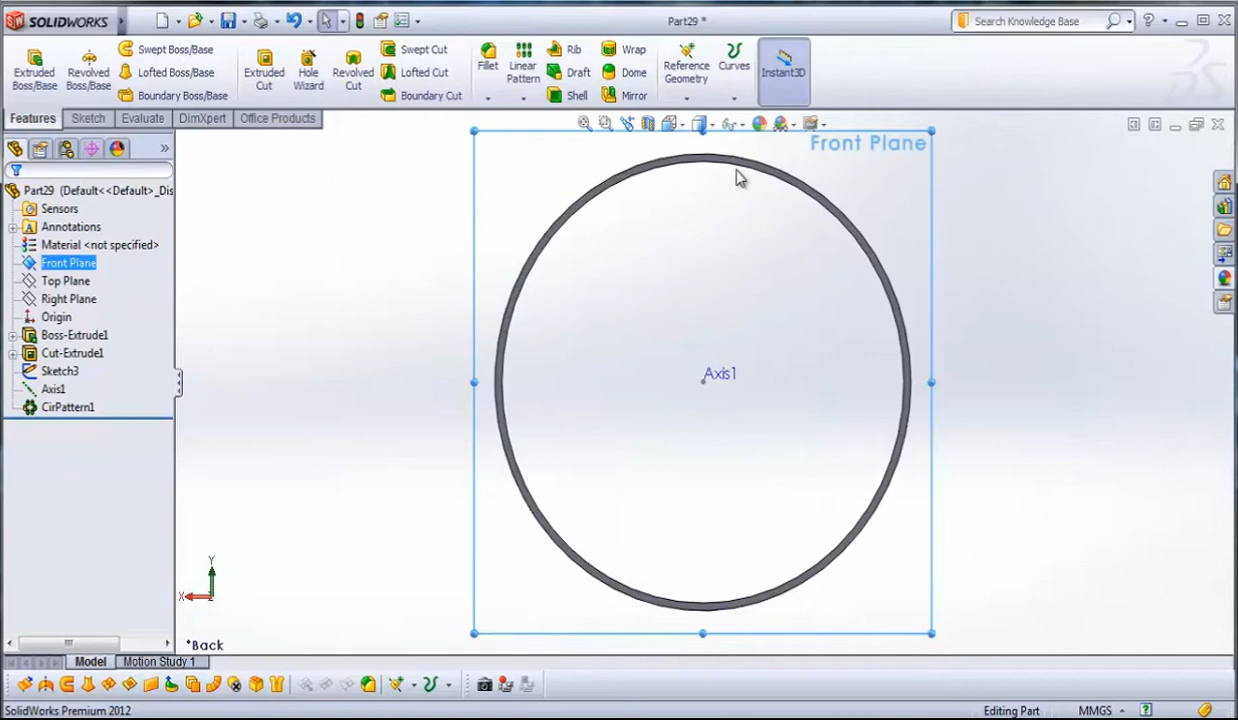 SOLIDWORKS
Part29 *
Search Knowledge Base
Extruded Boss/Base
Revolved Boss/Base
Swept Boss/Base
Lofted Boss/Base
Boundary Boss/Base
Extruded Cut
Hole Wizard
Revolved Cut
Swept Cut
Lofted Cut
Boundary Cut
Fillet
Linear Pattern
Rib
Draft
Shell
Wrap
Dome
Mirror
Reference Geometry
Curves
Instant3D
Features
Sketch
Evaluate
DimXpert
Office Products
Part29 (Default<<Default>_Dis
Sensors
Annotations
Material <not specified>
Front Plane
Top Plane
Right Plane
Origin
Boss-Extrude1
Cut-Extrude1
Sketch3
Axis1
CirPattern1
Front Plane
Axis1
Y
X
*Back
Model
Motion Study 1
SolidWorks Premium 2012
Editing Part
MMGS